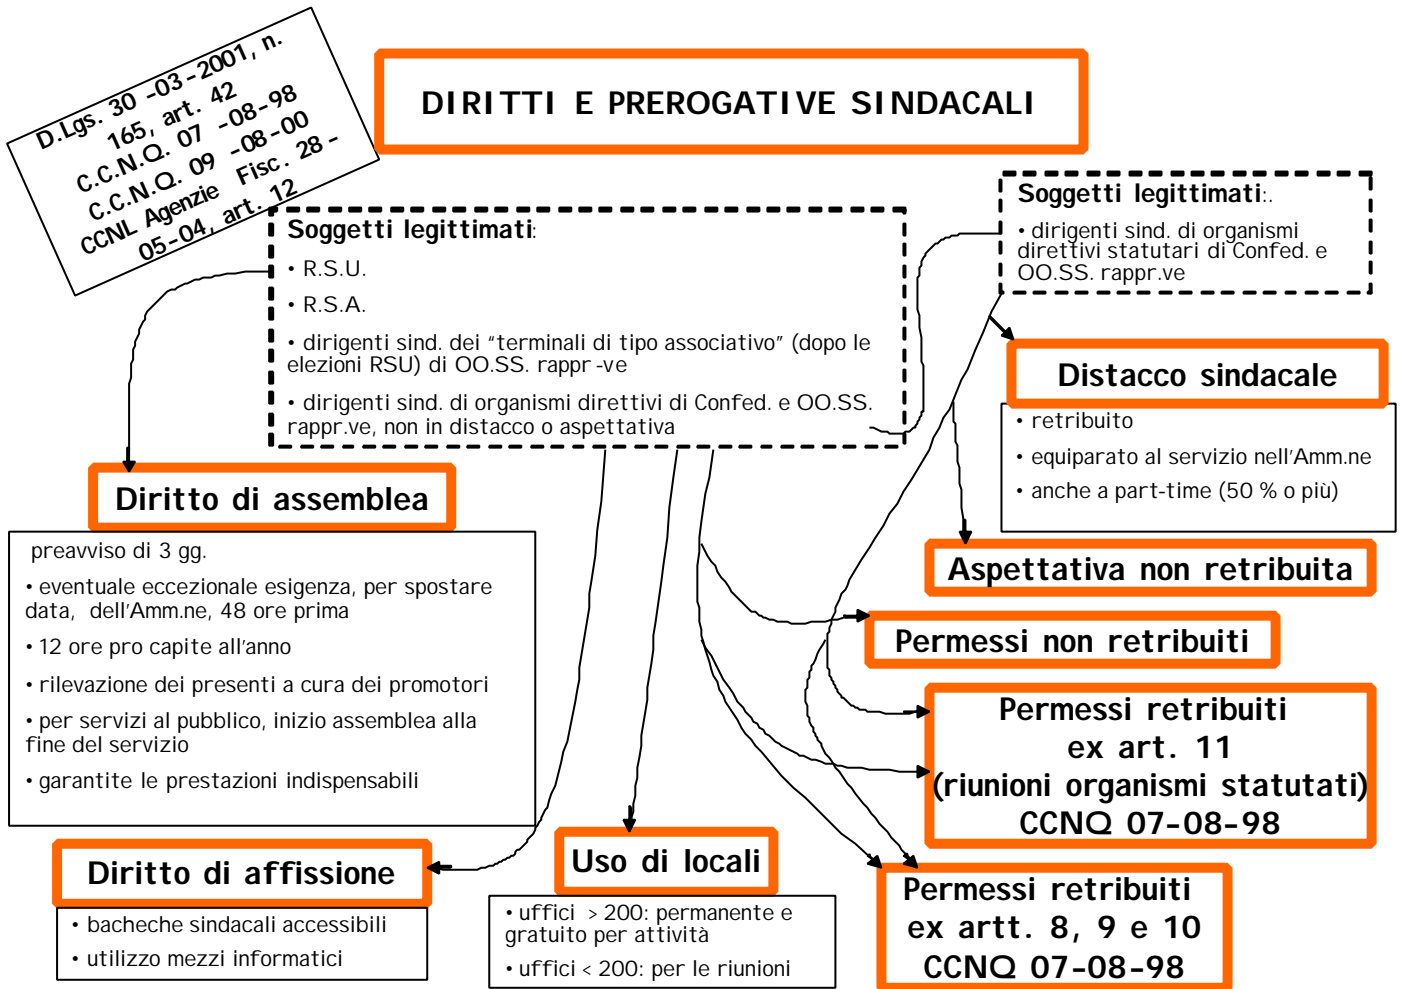 D.Lgs. 30 -03-2001, n.
165, art. 42
C.C.N.Q. 07 -08-98
C.C.N.Q. 09 -08-00
CCNL Agenzie Fisc. 28 -
05-04, art. 12
DIRITTI E PREROGATIVE SINDACALI
Soggetti legittimati:
• R.S.U.
• R.S.A.
• dirigenti sind. dei “terminali di tipo associativo” (dopo le
elezioni RSU) di OO.SS. rappr -ve
• dirigenti sind. di organismi direttivi di Confed. e OO.SS.
rappr.ve, non in distacco o aspettativa
Soggetti legittimati:.
• dirigenti sind. di organismi
direttivi statutari di Confed. e
OO.SS. rappr.ve
Distacco sindacale
• retribuito
• equiparato al servizio nell'Amm.ne
• anche a part-time (50 % o più)
Diritto di assemblea
preavviso di 3 gg.
• eventuale eccezionale esigenza, per spostare
data, dell'Amm.ne, 48 ore prima
• 12 ore pro capite all'anno
• rilevazione dei presenti a cura dei promotori
• per servizi al pubblico, inizio assemblea alla
fine del servizio
• garantite le prestazioni indispensabili
Aspettativa non retribuita
Permessi non retribuiti
Permessi retribuiti
ex art. 11
(riunioni organismi statutati)
CCNQ 07-08-98
Diritto di affissione
• bacheche sindacali accessibili
• utilizzo mezzi informatici
Uso di locali
• uffici > 200: permanente e
gratuito per attività
• uffici < 200: per le riunioni
Permessi retribuiti
ex artt. 8, 9 e 10
CCNQ 07-08-98